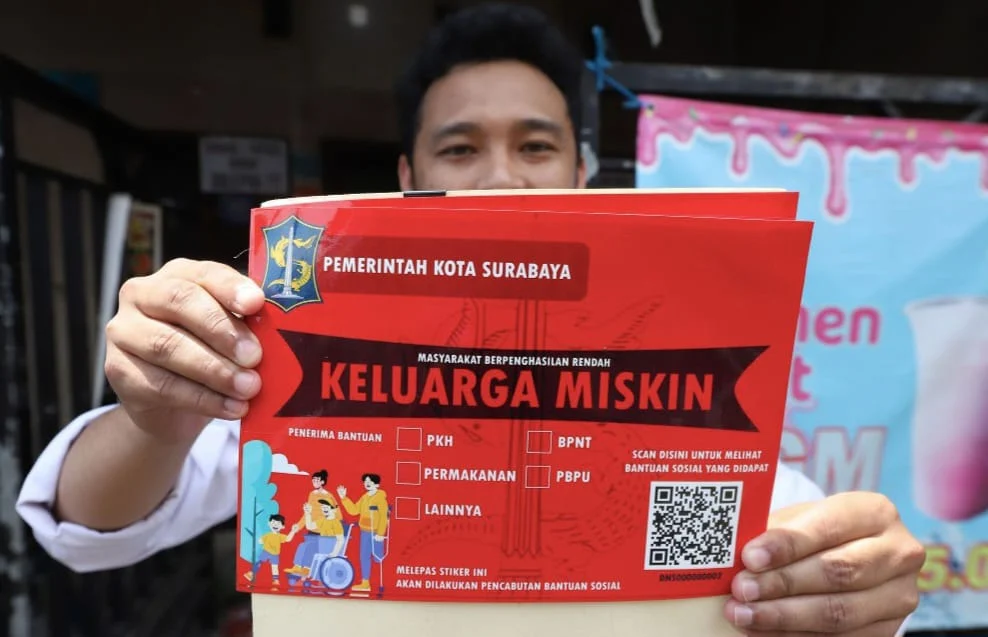 PEMERINTAH KOTA SURABAYA
MASYARAKAT BERPENGHASILAN RENDAH
KELUARGA MISKIN
PENERIMA BANTUAN
PKH
BPNT
PERMAKANAN
PBPU
LAINNYA
SCAN DISINI UNTUK MELIHAT
BANTUAN SOSIAL YANG DIDAPAT
MELEPAS STIKER INI
AKAN DILAKUKAN PENCABUTAN BANTUAN SOSIAL